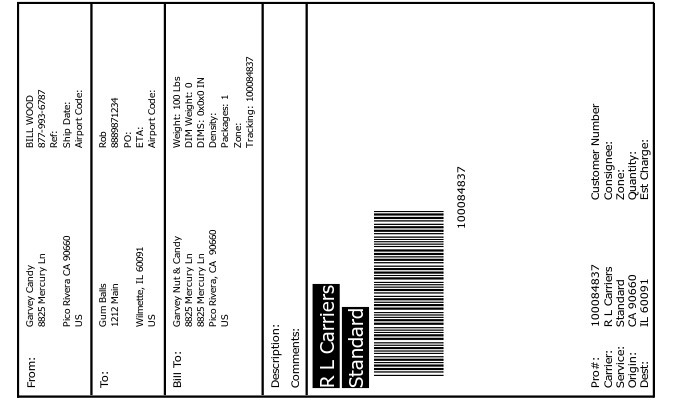 From:
Garvey Candy
8825 Mercury Ln
Pico Rivera CA 90660
US
BILL WOOD
877-993-6787
Ref:
Ship Date:
Airport Code:
To:
Gum Balls
1212 Main
Wilmette, IL 60091
US
Rob
8889871234
PO:
ETA:
Airport Code:
Bill To:
Garvey Nut & Candy
8825 Mercury Ln
8825 Mercury Ln
Pico Rivera, CA 90660
US
Weight: 100 Lbs
DIM Weight: 0
DIMS: 0x0x0 IN
Density:
Packages: 1
Zone:
Tracking: 100084837
Description:
Comments:
R L Carriers
Standard
100084837
Pro#: 100084837
Carrier: R L Carriers
Service: Standard
Origin: CA 90660
Dest: IL 60091
Customer Number
Consignee:
Zone:
Quantity:
Est Charge: